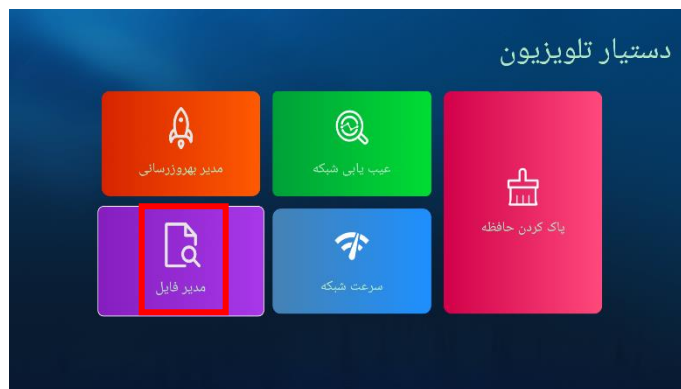 دستیار تلویزیون
پاک کردن حافظه
عیب یابی شبکه
مدیر بهروزرسانی
سرعت شبکه
مدیر فایل